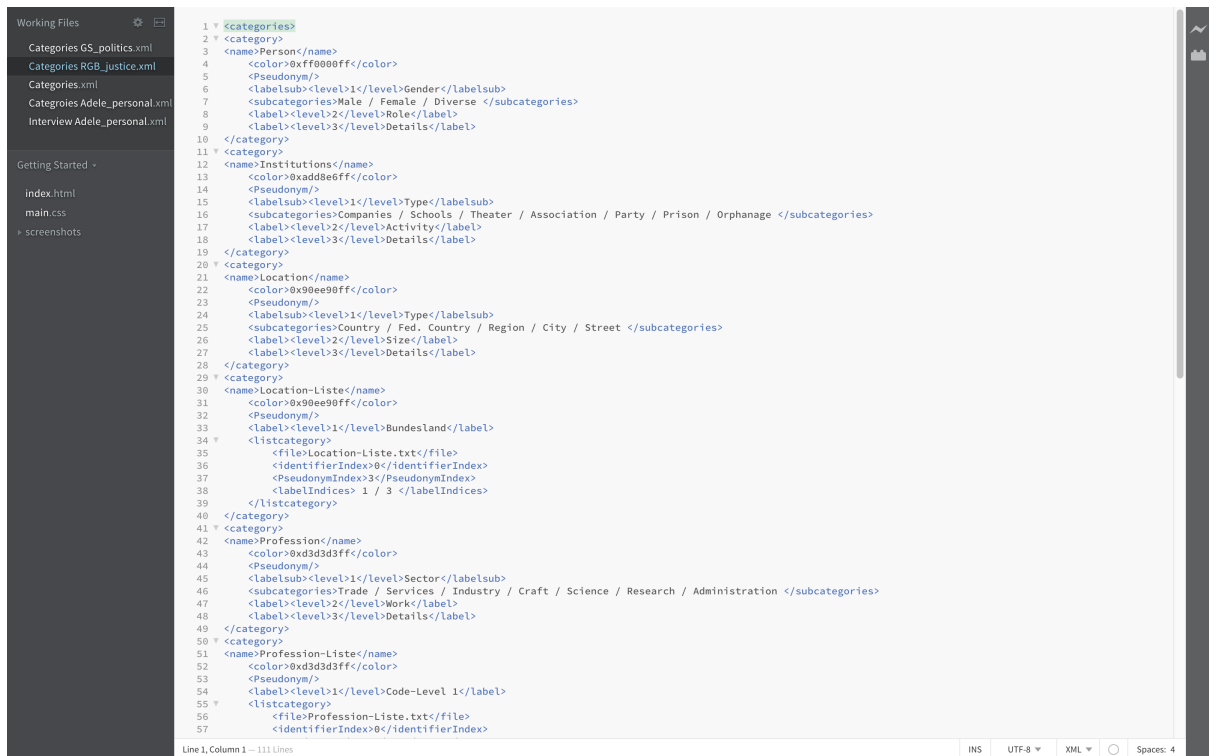 Working Files
Categories GS_politics.xml
Categories RGB_justice.xml
Categories.xml
Categroies Adele_personal.xml
Interview Adele_personal.xml
Getting Started
index.html
main.css
screenshots
1 <categories>
2 <category>
3 <name>Person</name>
4 <color>0xff0000ff</color>
5 <Pseudonym/>
6 <labelsub><level>1</level>Gender</labelsub>
7 <subcategories>Male / Female / Diverse </subcategories>
8 <label><level>2</level>Role</label>
9 <label><level>3</level>Details</label>
10 </category>
11 <category>
12 <name>Institutions</name>
13 <color>0xadd8e6ff</color>
14 <Pseudonym/>
15 <labelsub><level>1</level>Type</labelsub>
16 <subcategories>Companies / Schools / Theater / Association / Party / Prison / Orphanage </subcategories>
17 <label><level>2</level>Activity</label>
18 <label><level>3</level>Details</label>
19 </category>
20 <category>
21 <name>Location</name>
22 <color>0x90ee90ff</color>
23 <Pseudonym/>
24 <labelsub><level>1</level>Type</labelsub>
25 <subcategories>Country / Fed. Country / Region / City / Street </subcategories>
26 <label><level>2</level>Size</label>
27 <label><level>3</level>Details</label>
28 </category>
29 <category>
30 <name>Location-Liste</name>
31 <color>0x90ee90ff</color>
32 <Pseudonym/>
33 <label><level>1</level>Bundesland</label>
34 <listcategory>
35 <file>Location-Liste.txt</file>
36 <identifierIndex>0</identifierIndex>
37 <PseudonymIndex>3</PseudonymIndex>
38 <labelIndices> 1 / 3 </labelIndices>
39 </listcategory>
40 </category>
41 <category>
42 <name>Profession</name>
43 <color>0xd3d3d3ff</color>
44 <Pseudonym/>
45 <labelsub><level>1</level>Sector</labelsub>
46 <subcategories>Trade / Services / Industry / Craft / Science / Research / Administration </subcategories>
47 <label><level>2</level>Work</label>
48 <label><level>3</level>Details</label>
49 </category>
50 <category>
51 <name>Profession-Liste</name>
52 <color>0xd3d3d3ff</color>
53 <Pseudonym/>
54 <label><level>1</level>Code-Level 1</label>
55 <listcategory>
56 <file>Profession-Liste.txt</file>
57 <identifierIndex>0</identifierIndex>
Line 1, Column 1 — 111 Lines
INS UTF-8 XML Spaces: 4